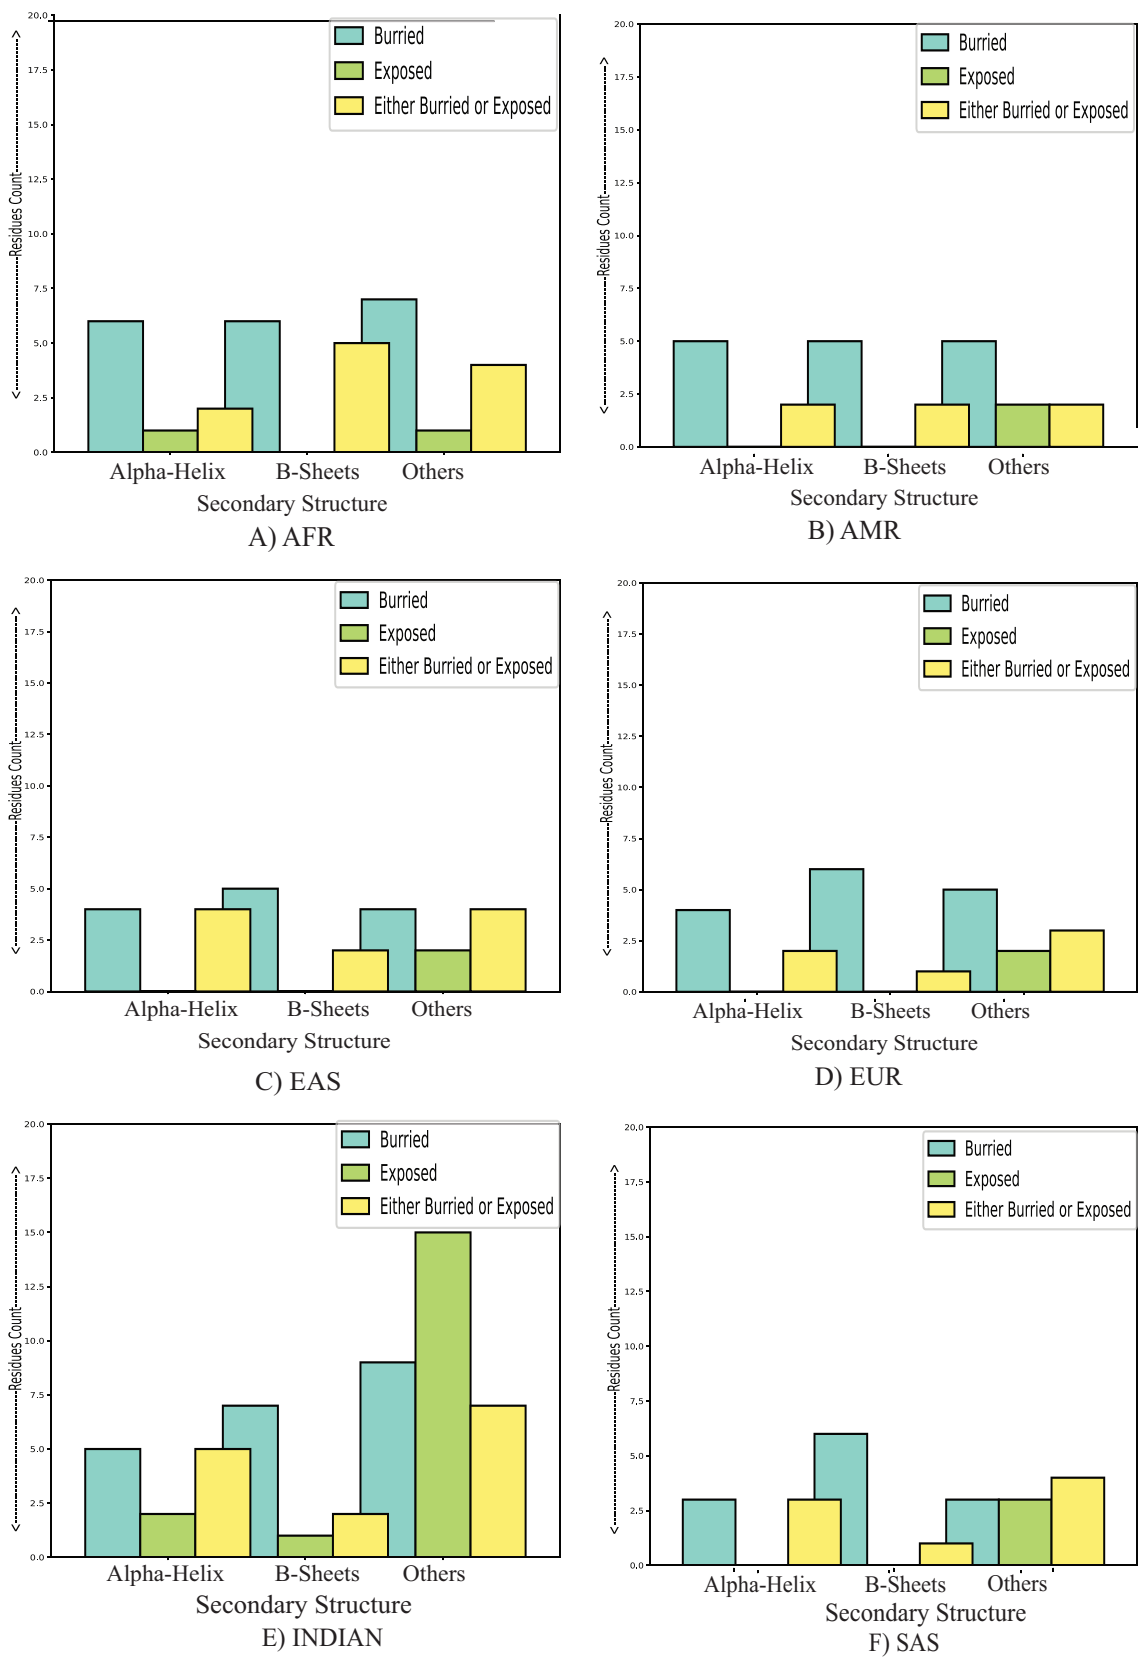 20.0
17.5
15.0
12.5
10.0
7.5
5.0
2.5
0.0
Residues Count
Burried
Exposed
Either Burried or Exposed
Alpha-Helix B-Sheets Others
Secondary Structure
A) AFR
20.0
17.5
15.0
12.5
10.0
7.5
5.0
2.5
0.0
Residues Count
Burried
Exposed
Either Burried or Exposed
Alpha-Helix B-Sheets Others
Secondary Structure
B) AMR
20.0
17.5
15.0
12.5
10.0
7.5
5.0
2.5
0.0
Residues Count
Burried
Exposed
Either Burried or Exposed
Alpha-Helix B-Sheets Others
Secondary Structure
C) EAS
20.0
17.5
15.0
12.5
10.0
7.5
5.0
2.5
0.0
Residues Count
Burried
Exposed
Either Burried or Exposed
Alpha-Helix B-Sheets Others
Secondary Structure
D) EUR
20.0
17.5
15.0
12.5
10.0
7.5
5.0
2.5
0.0
Residues Count
Burried
Exposed
Either Burried or Exposed
Alpha-Helix B-Sheets Others
Secondary Structure
E) INDIAN
20.0
17.5
15.0
12.5
10.0
7.5
5.0
2.5
0.0
Residues Count
Burried
Exposed
Either Burried or Exposed
Alpha-Helix B-Sheets Others
Secondary Structure
F) SAS